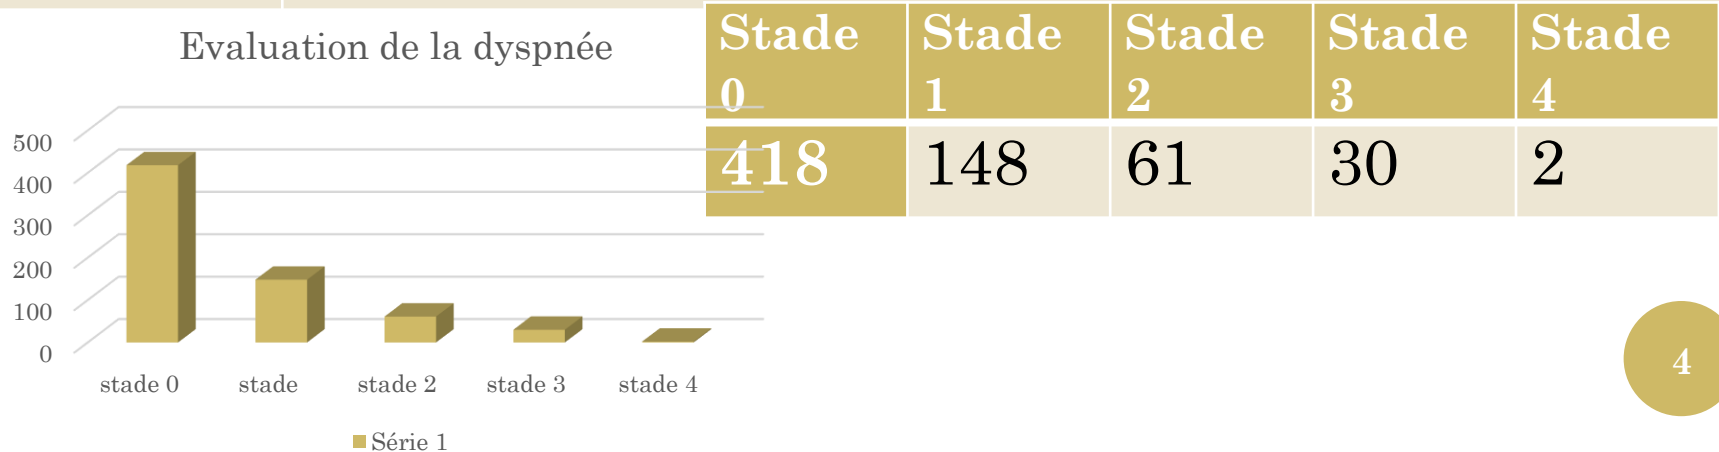 Evaluation de la dyspnée
500
400
300
200
100
0
stade 0 stade stade 2 stade 3 stade 4
Série 1
Stade 0 Stade 1 Stade 2 Stade 3 Stade 4
418 148 61 30 2
4